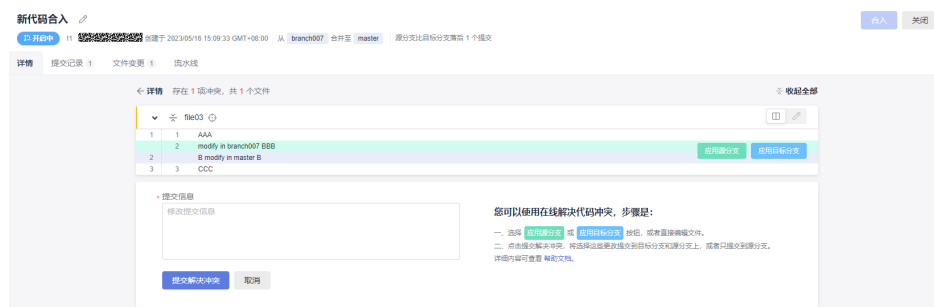 新代码合入
合入 关闭
开启中 !1 创建于 2023/05/16 15:09:33 GMT+08:00 从 branch007 合并至 master 源分支比目标分支落后 1 个提交
详情 提交记录 1 文件变更 1 流水线
详情 存在 1 项冲突，共 1 个文件 收起全部
file03
1 1 AAA
2 modify in branch007 BBB
应用源分支 应用目标分支
2 B modify in master B
3 3 CCC
* 提交信息
修改提交信息
您可以使用在线解决代码冲突，步骤是：
一、选择 应用源分支 或 应用目标分支 按钮，或者直接编辑文件。
二、点击提交解决冲突，将选择这些更改提交到目标分支和源分支上，或者只提交到源分支。
详细内容可查看 帮助文档。
提交解决冲突 取消